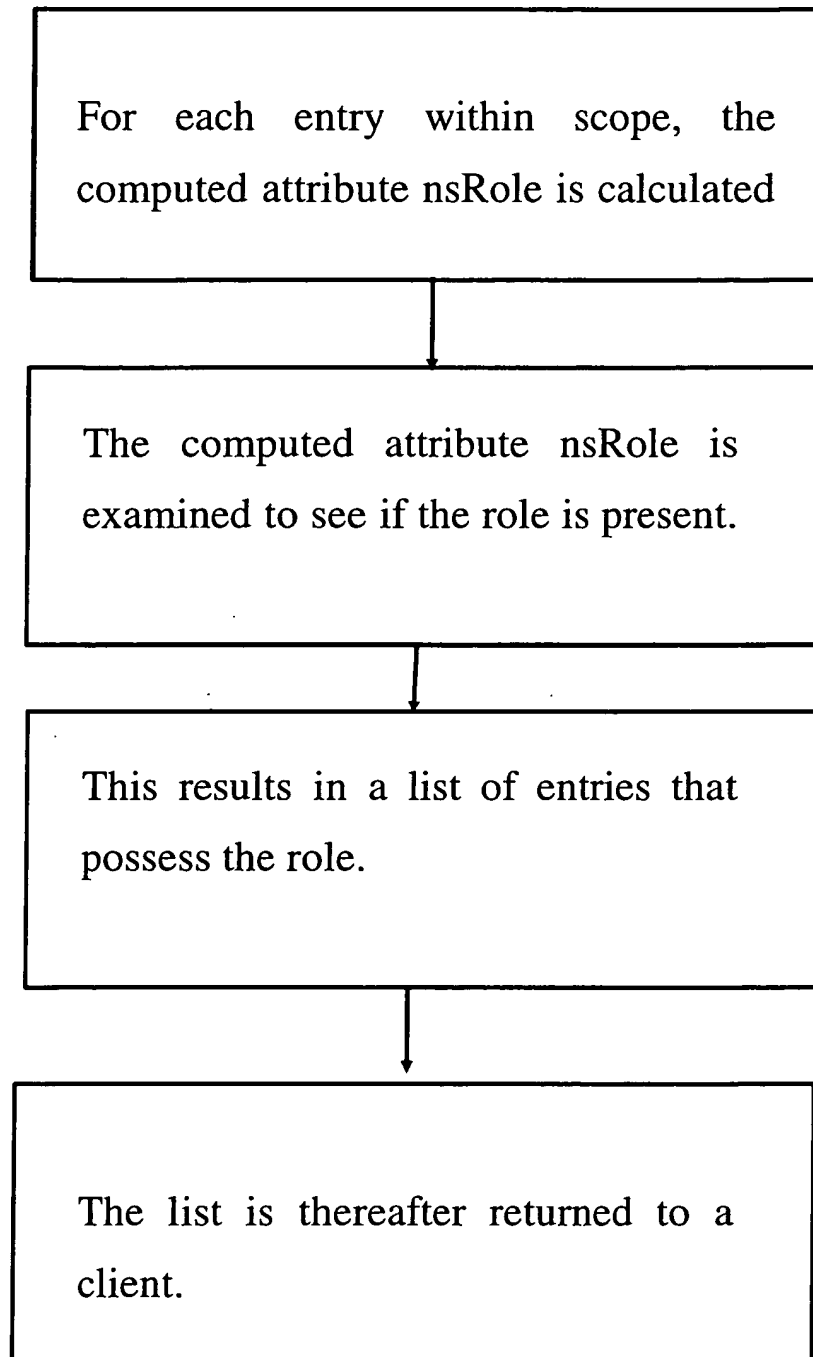 For each entry within scope, the
computed attribute nsRole is calculated
The computed attribute nsRole is
examined to see if the role is present.
This results in a list of entries that
possess the role.
The list is thereafter returned to a
client.